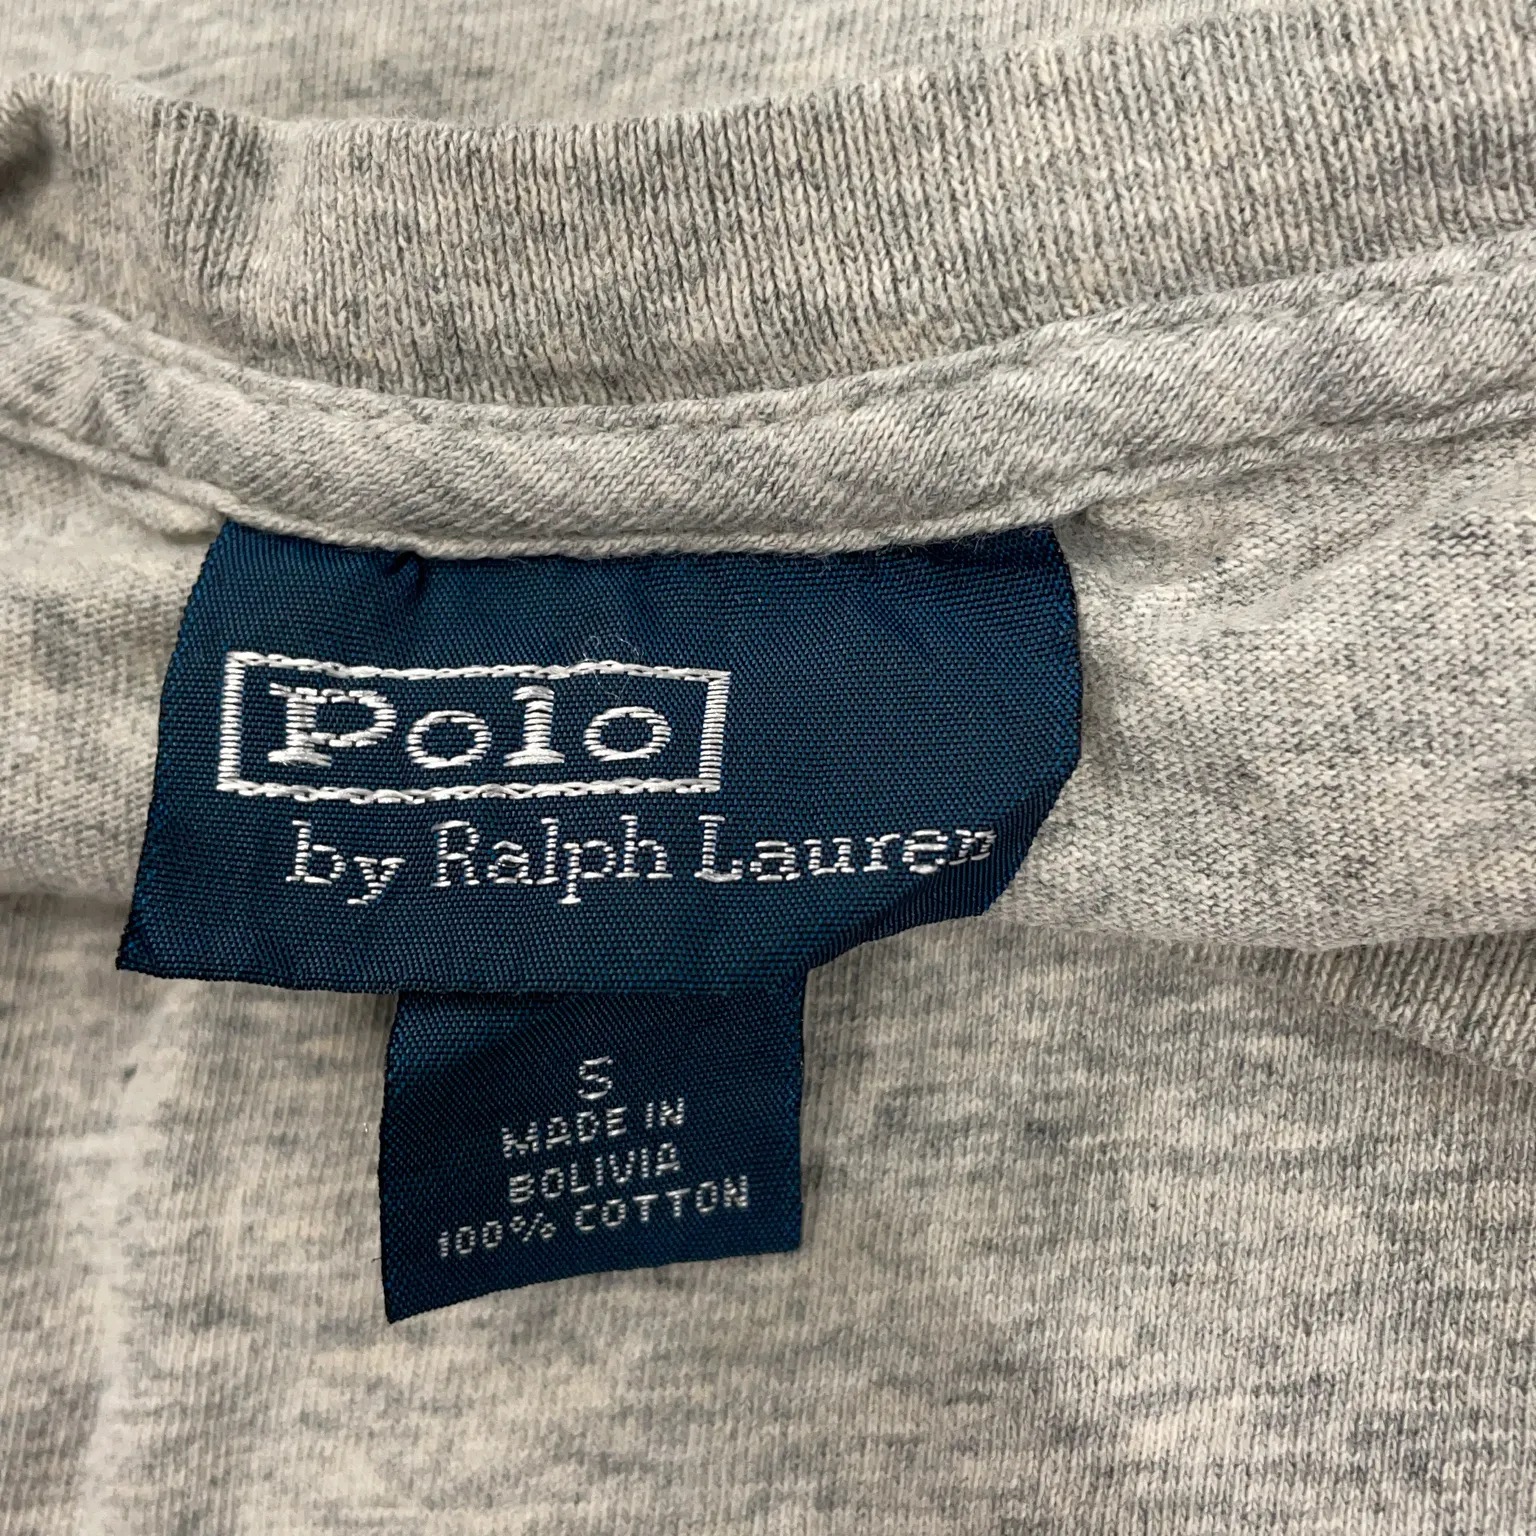 Polo
by Ralph Lauren
S
MADE IN
BOLIVIA
100% COTTON